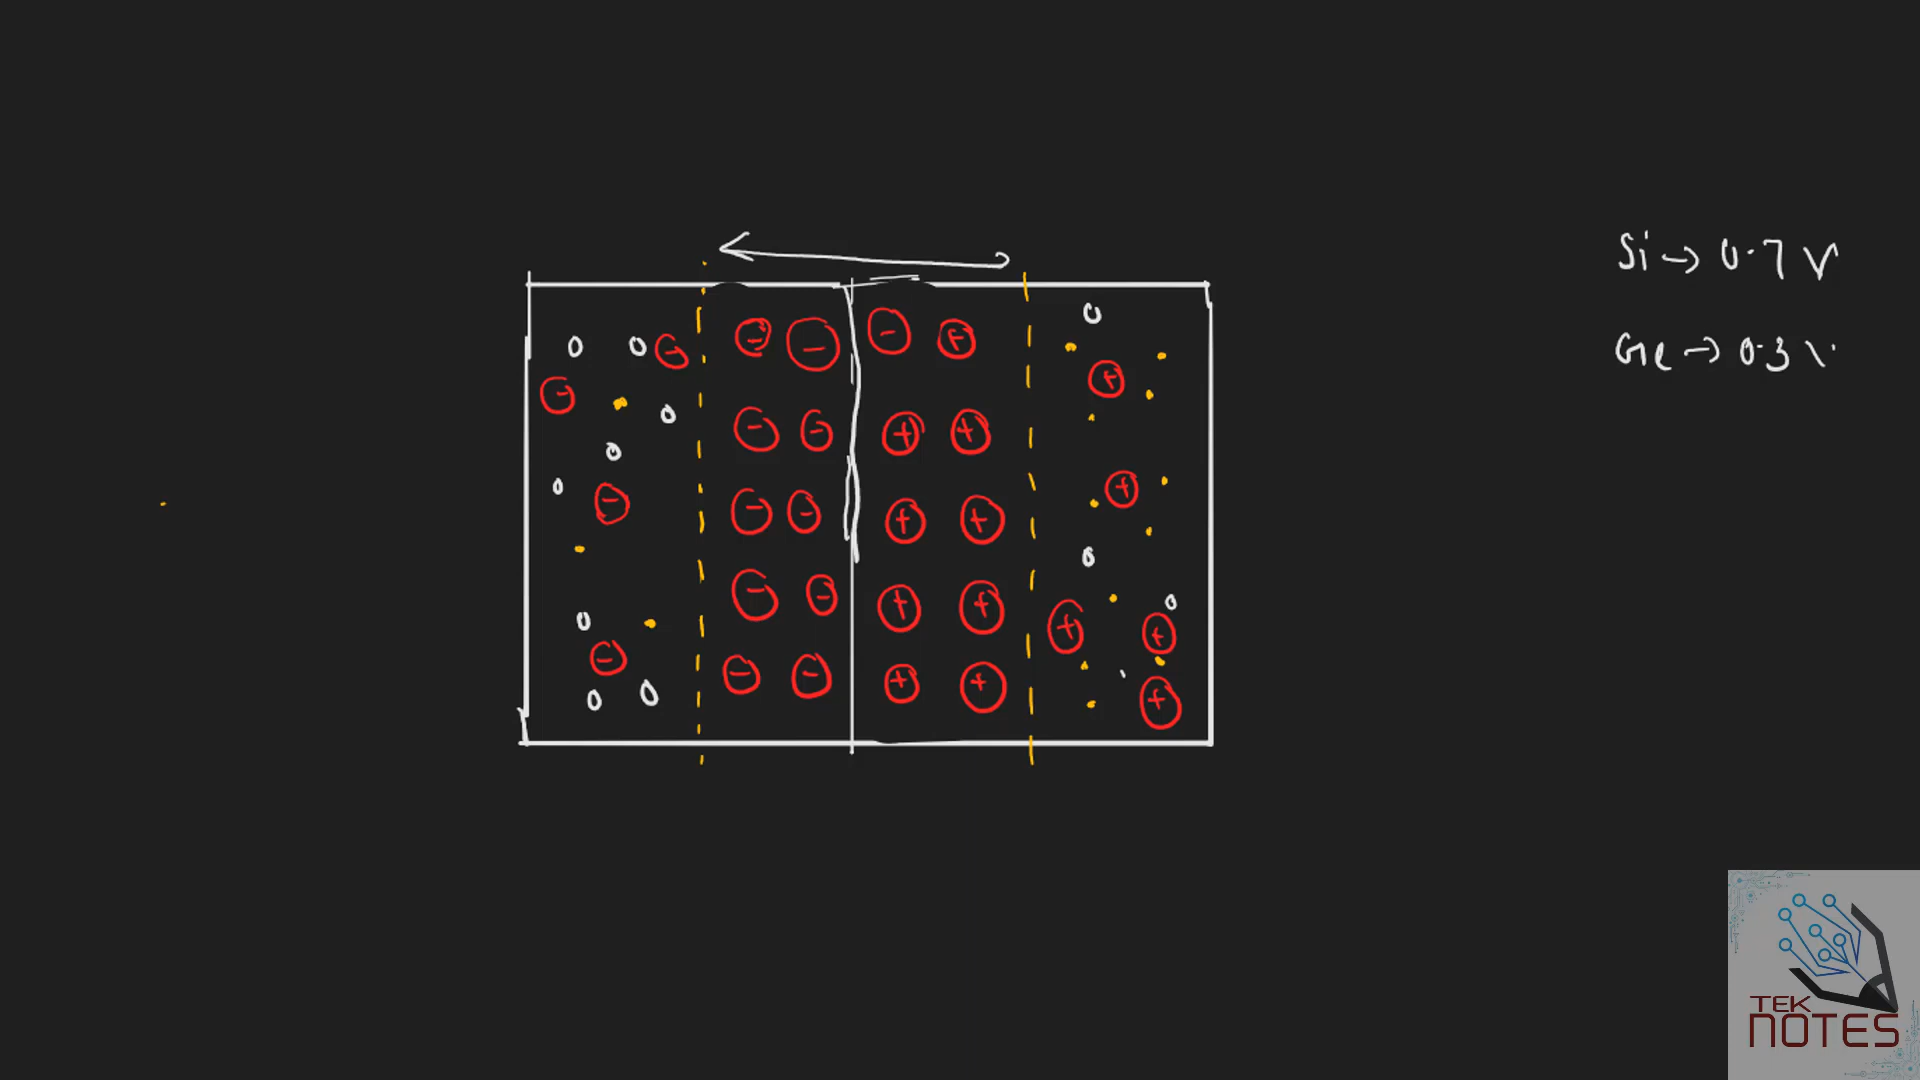 Si → 0.7 V
Ge → 0.3 V
TEK
NOTES